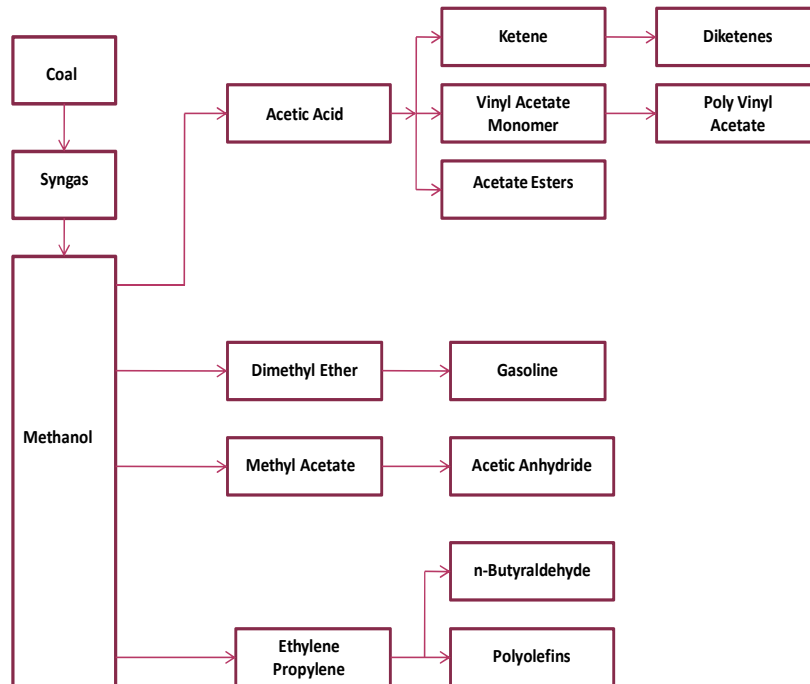 Ketene
Diketenes
Coal
Acetic Acid
Vinyl Acetate
Monomer
Poly Vinyl
Acetate
Syngas
Acetate Esters
Methanol
Dimethyl Ether
Gasoline
Methyl Acetate
Acetic Anhydride
n-Butyraldehyde
Ethylene
Propylene
Polyolefins